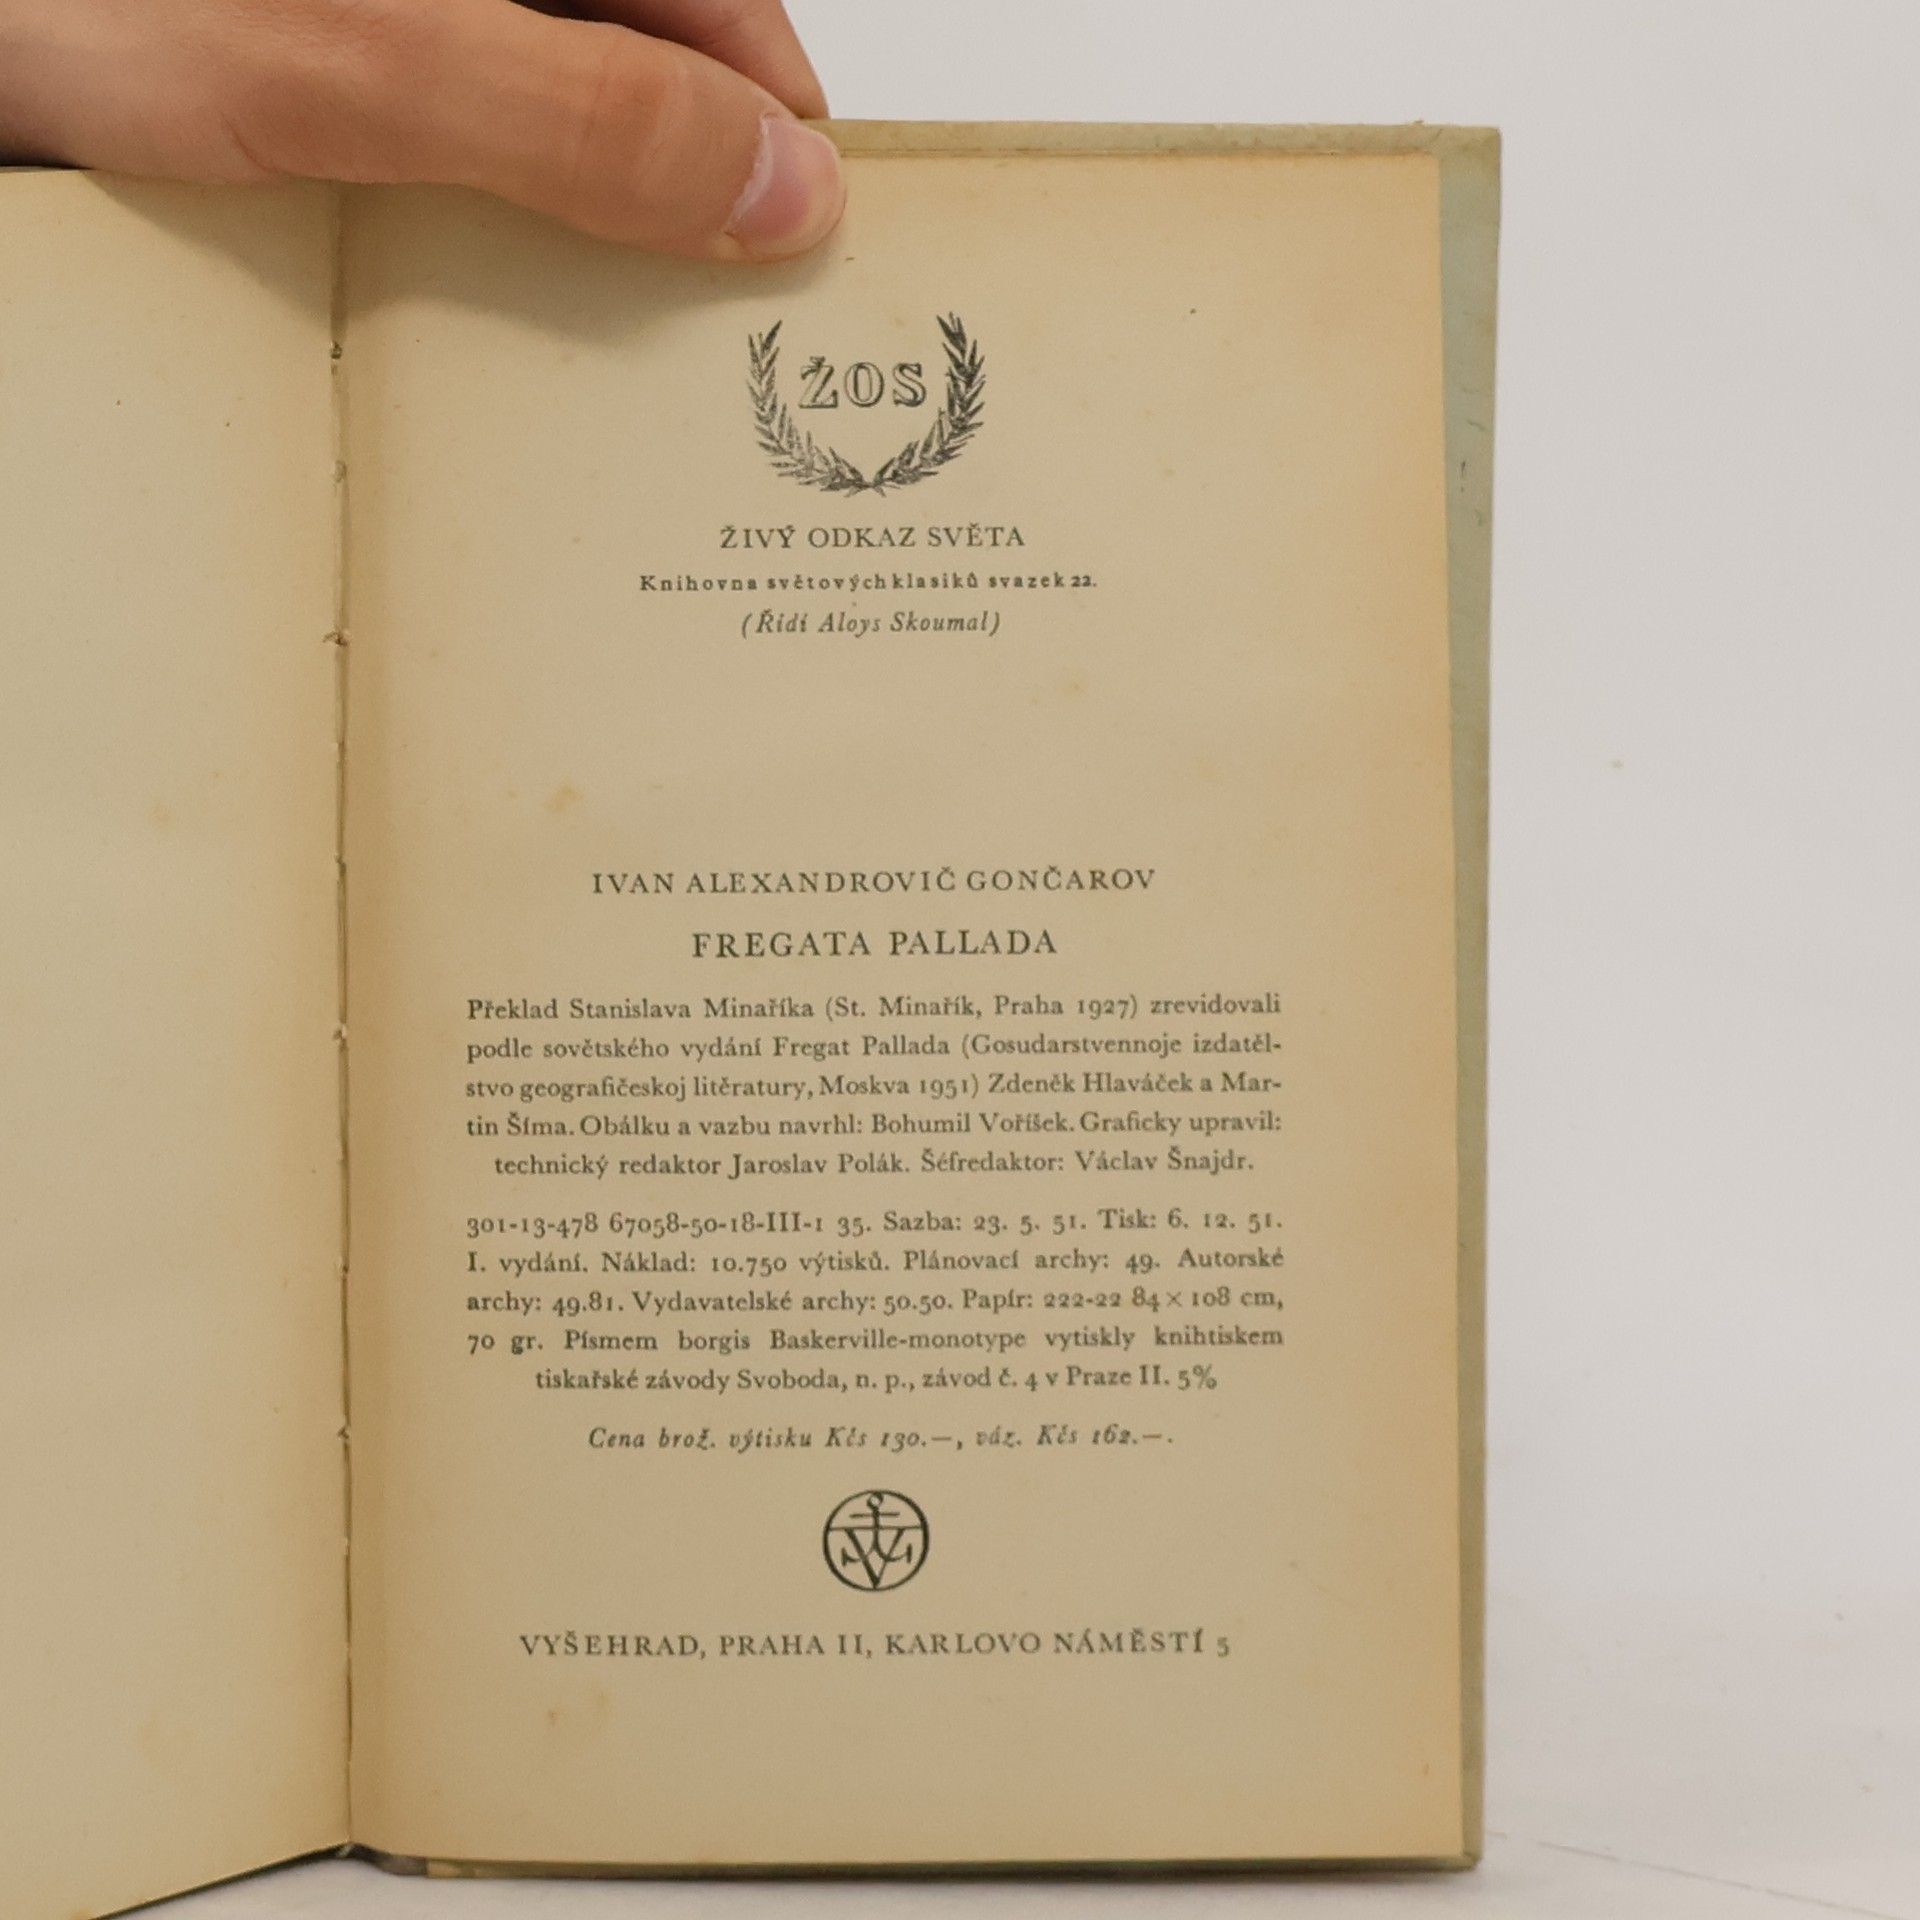 ŽOS
ŽIVÝ ODKAZ SVĚTA
Knihovna světových klasiků svazek 22.
(Řídí Aloys Skoumal)
IVAN ALEXANDROVIČ GONČAROV
FREGATA PALLADA
Překlad Stanislava Minaříka (St. Minařík, Praha 1927) zrevidovali
podle sovětského vydání Fregat Pallada (Gosudarstvennoje izdatěl-
stvo geografičeskoj litěratury, Moskva 1951) Zdeněk Hlaváček a Mar-
tin Šíma. Obálku a vazbu navrhl: Bohumil Voříšek. Graficky upravil:
technický redaktor Jaroslav Polák. Šéfredaktor: Václav Šnajdr.
301-13-478 67058-50-18-III-1 35. Sazba: 23. 5. 51. Tisk: 6. 12. 51.
I. vydání. Náklad: 10.750 výtisků. Plánovací archy: 49. Autorské
archy: 49.81. Vydavatelské archy: 50.50. Papír: 222-22 84 × 108 cm,
70 gr. Písmem borgis Baskerville-monotype vytiskly knihtiskem
tiskařské závody Svoboda, n. p., závod č. 4 v Praze II. 5%
Cena brož. výtisku Kčs 130.—, váz. Kčs 162.—.
VYŠEHRAD, PRAHA II, KARLOVO NÁMĚSTÍ 5